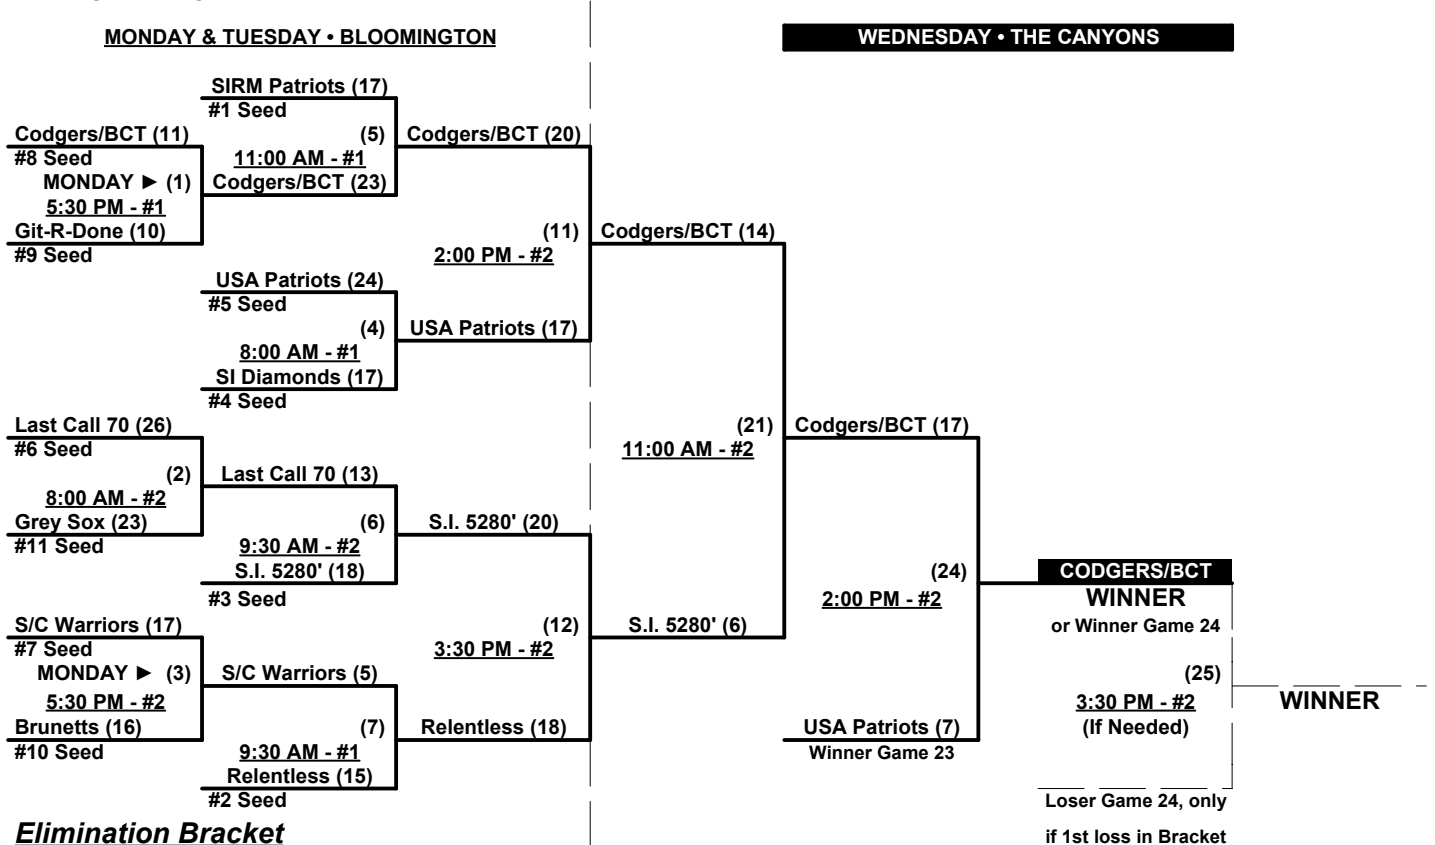 MONDAY & TUESDAY • BLOOMINGTON
WEDNESDAY • THE CANYONS
SIRM Patriots (17)
#1 Seed
Codgers/BCT (11)
(5)
Codgers/BCT (20)
#8 Seed
11:00 AM - #1
MONDAY ► (1)
Codgers/BCT (23)
5:30 PM - #1
Git-R-Done (10)
(11)
Codgers/BCT (14)
#9 Seed
2:00 PM - #2
USA Patriots (24)
#5 Seed
(4)
USA Patriots (17)
8:00 AM - #1
SI Diamonds (17)
#4 Seed
Last Call 70 (26)
(21)
Codgers/BCT (17)
#6 Seed
11:00 AM - #2
(2)
Last Call 70 (13)
8:00 AM - #2
Grey Sox (23)
(6)
S.I. 5280' (20)
#11 Seed
9:30 AM - #2
S.I. 5280' (18)
(24)
CODGERS/BCT
#3 Seed
2:00 PM - #2
WINNER
S/C Warriors (17)
(12)
S.I. 5280' (6)
or Winner Game 24
#7 Seed
3:30 PM - #2
MONDAY ► (3)
S/C Warriors (5)
(25)
5:30 PM - #2
3:30 PM - #2
WINNER
Brunetts (16)
(7)
Relentless (18)
USA Patriots (7)
(If Needed)
#10 Seed
9:30 AM - #1
Winner Game 23
Relentless (15)
#2 Seed
Loser Game 24, only
Elimination Bracket
if 1st loss in Bracket